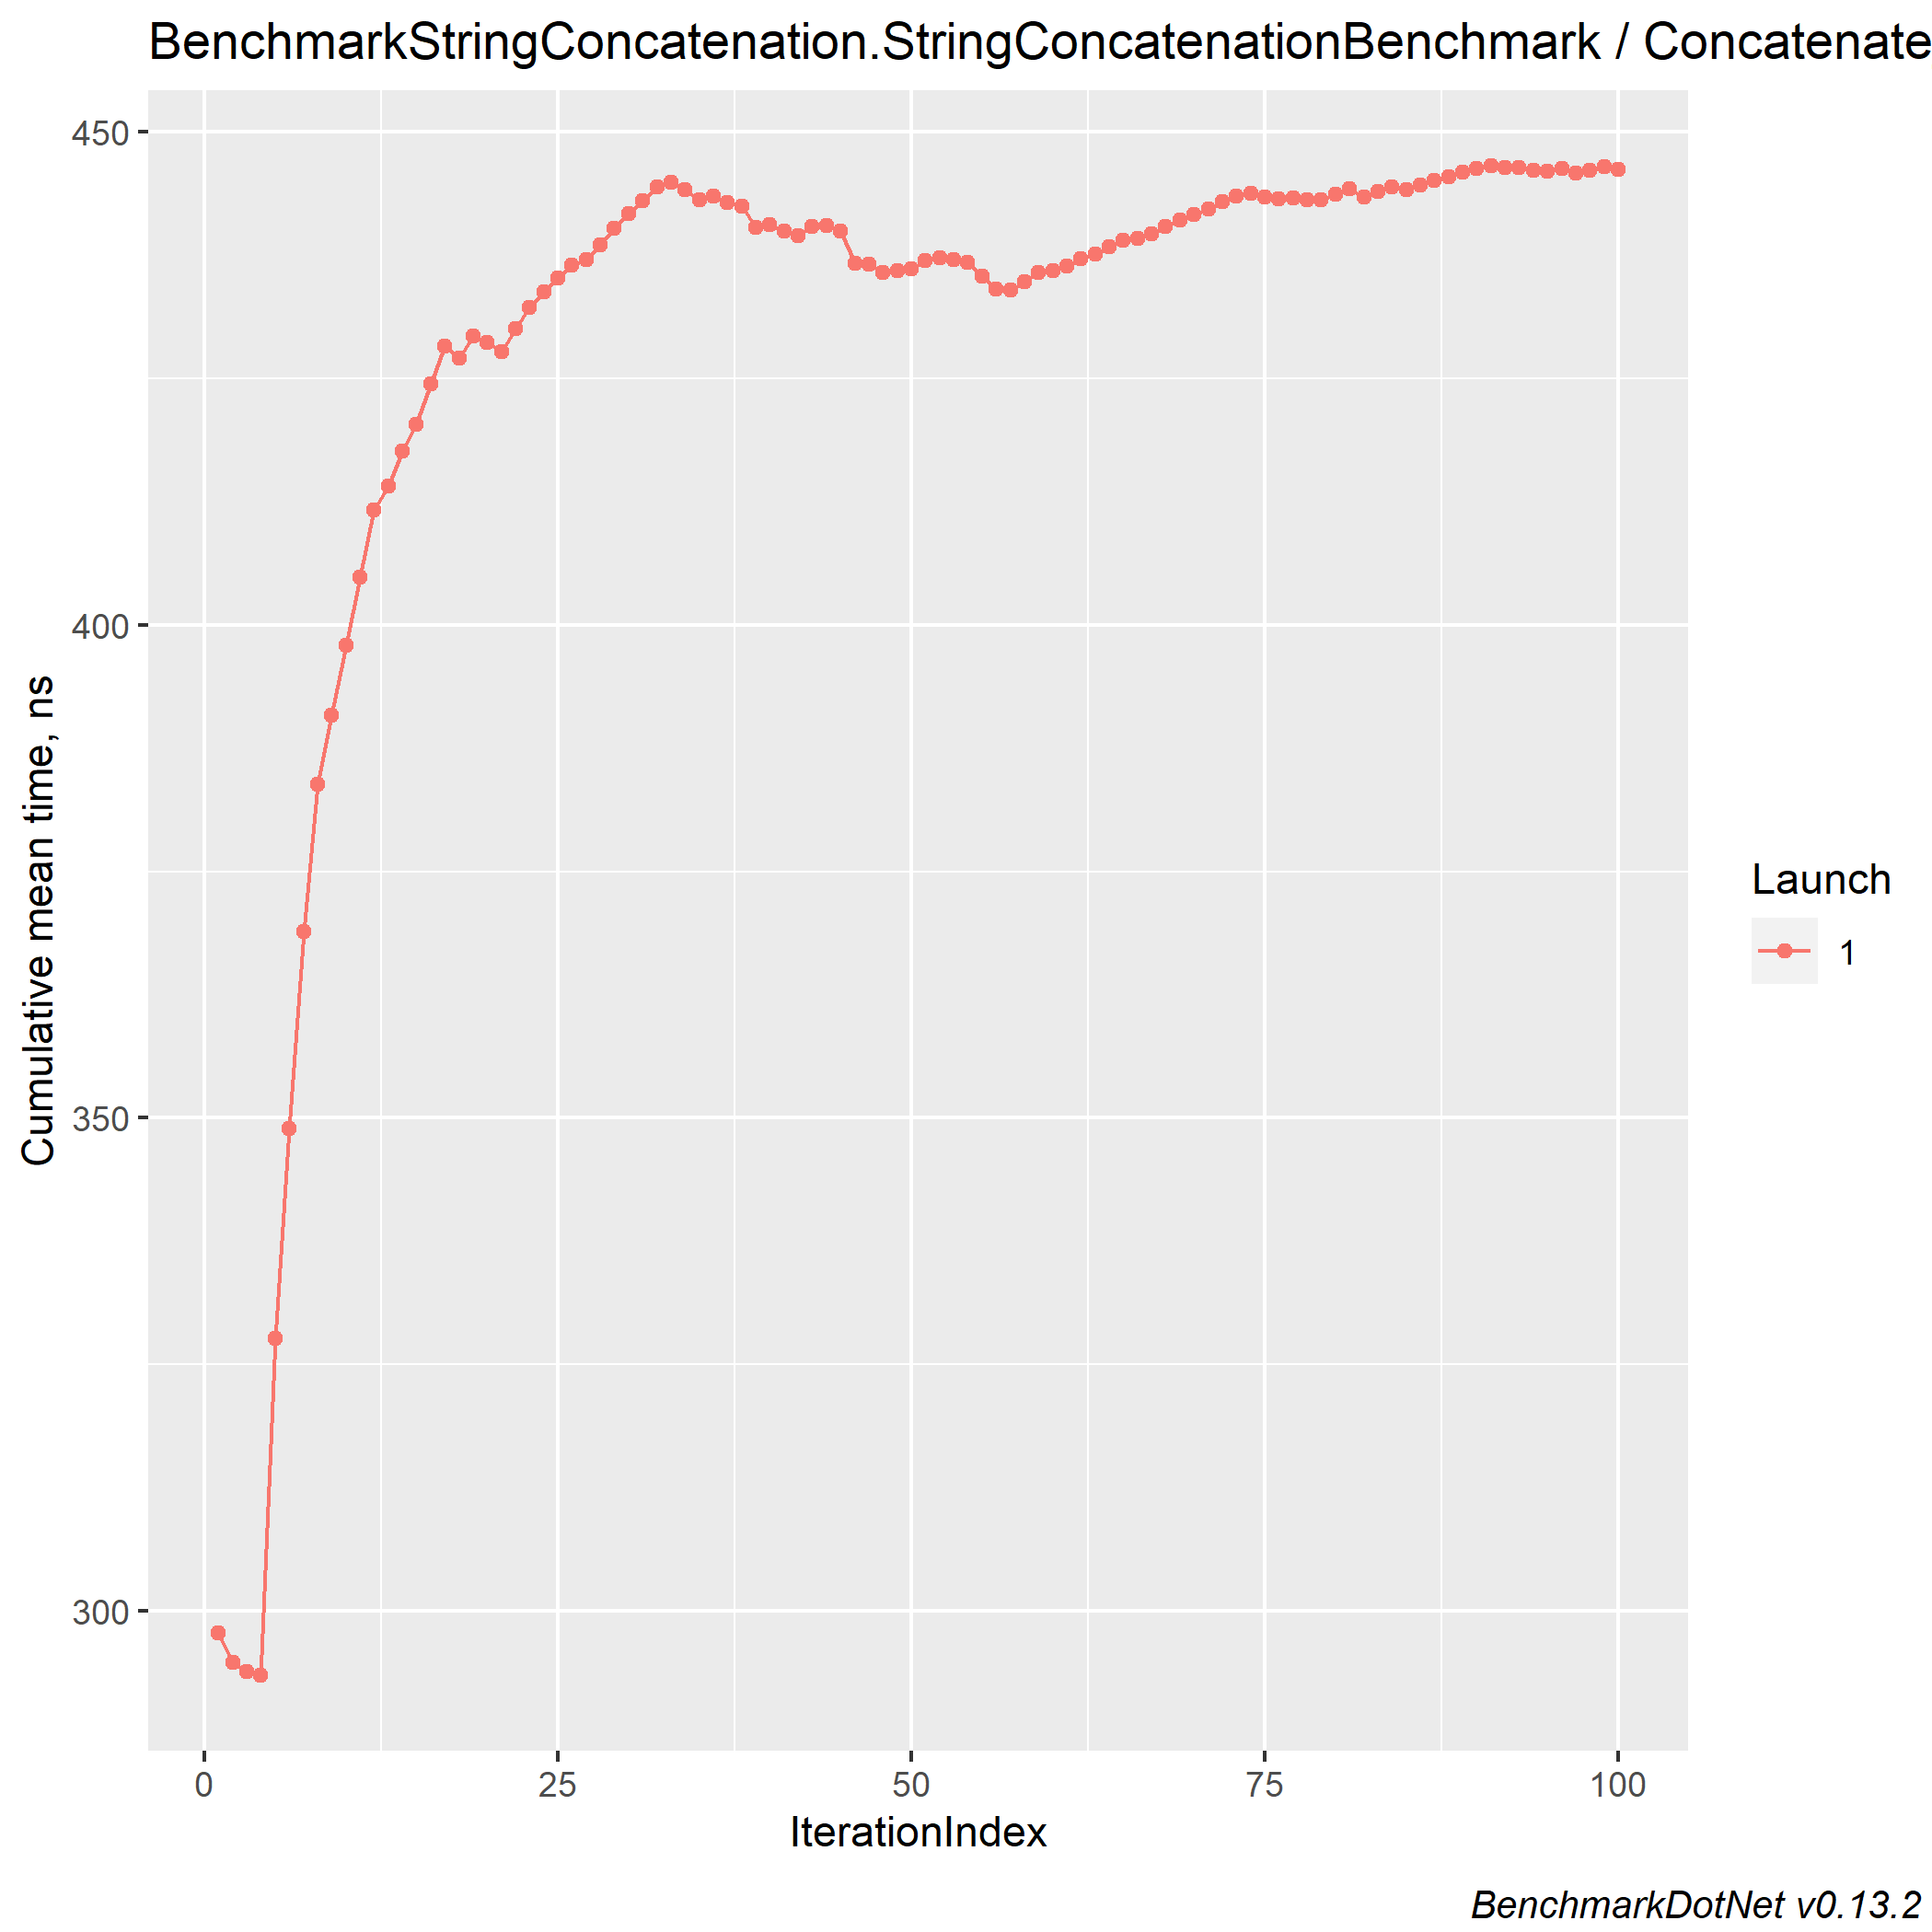 BenchmarkStringConcatenation.StringConcatenationBenchmark / Concatenate
450
400
350
300
Cumulative mean time, ns
0 25 50 75 100
IterationIndex
Launch
1
BenchmarkDotNet v0.13.2